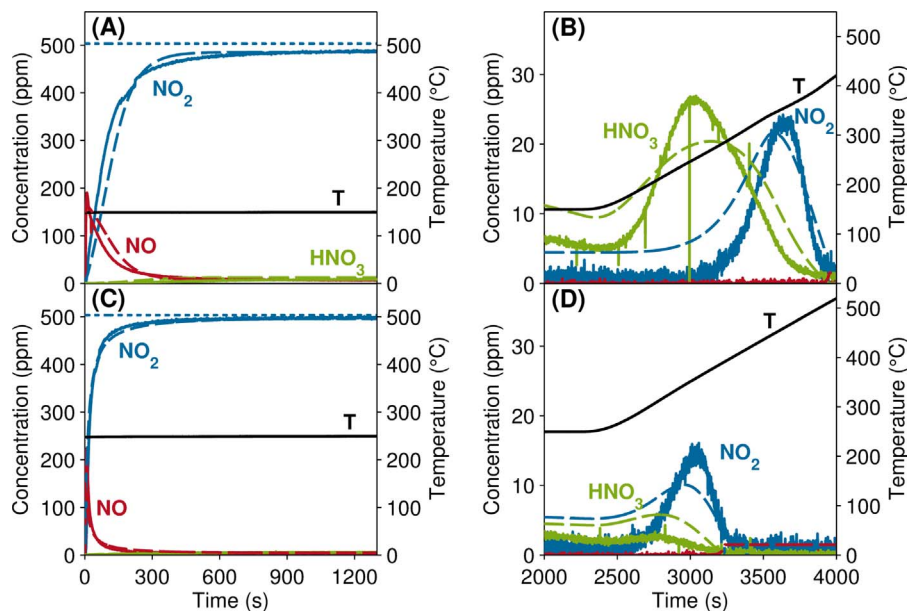 (A)
500
400
300
200
100
0
Concentration (ppm)
NO2
T
NO
HNO3
500
400
300
200
100
0
Temperature (°C)
(B)
30
20
10
0
Concentration (ppm)
T
NO2
HNO3
500
400
300
200
100
0
Temperature (°C)
(C)
500
400
300
200
100
0
Concentration (ppm)
NO2
T
NO
500
400
300
200
100
0
Temperature (°C)
0 300 600 900 1200
Time (s)
(D)
30
20
10
0
Concentration (ppm)
T
NO2
HNO3
500
400
300
200
100
0
Temperature (°C)
2000 2500 3000 3500 4000
Time (s)